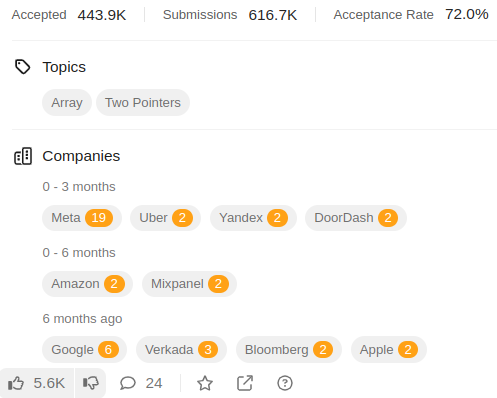 Accepted 443.9K Submissions 616.7K Acceptance Rate 72.0%
Topics
Array Two Pointers
Companies
0 - 3 months
Meta 19 Uber 2 Yandex 2 DoorDash 2
0 - 6 months
Amazon 2 Mixpanel 2
6 months ago
Google 6 Verkada 3 Bloomberg 2 Apple 2
5.6K 24